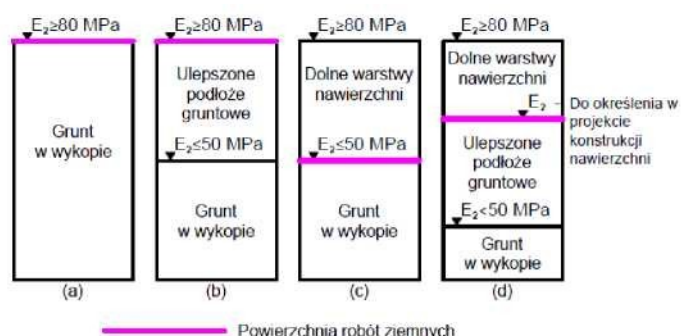 E₂≥80 MPa
Grunt
w wykopie
(a)
E₂≥80 MPa
Ulepszone
podłoże
gruntowe
E₂≤50 MPa
Grunt
w wykopie
(b)
E₂≥80 MPa
Dolne warstwy
nawierzchni
E₂≤50 MPa
Grunt
w wykopie
(c)
E₂≥80 MPa
Dolne warstwy
nawierzchni
E₂ - Do określenia w
projekcie
konstrukcji
nawierzchni
Ulepszone
podłoże
gruntowe
E₂<50 MPa
Grunt
w wykopie
(d)
Powierzchnia robót ziemnych